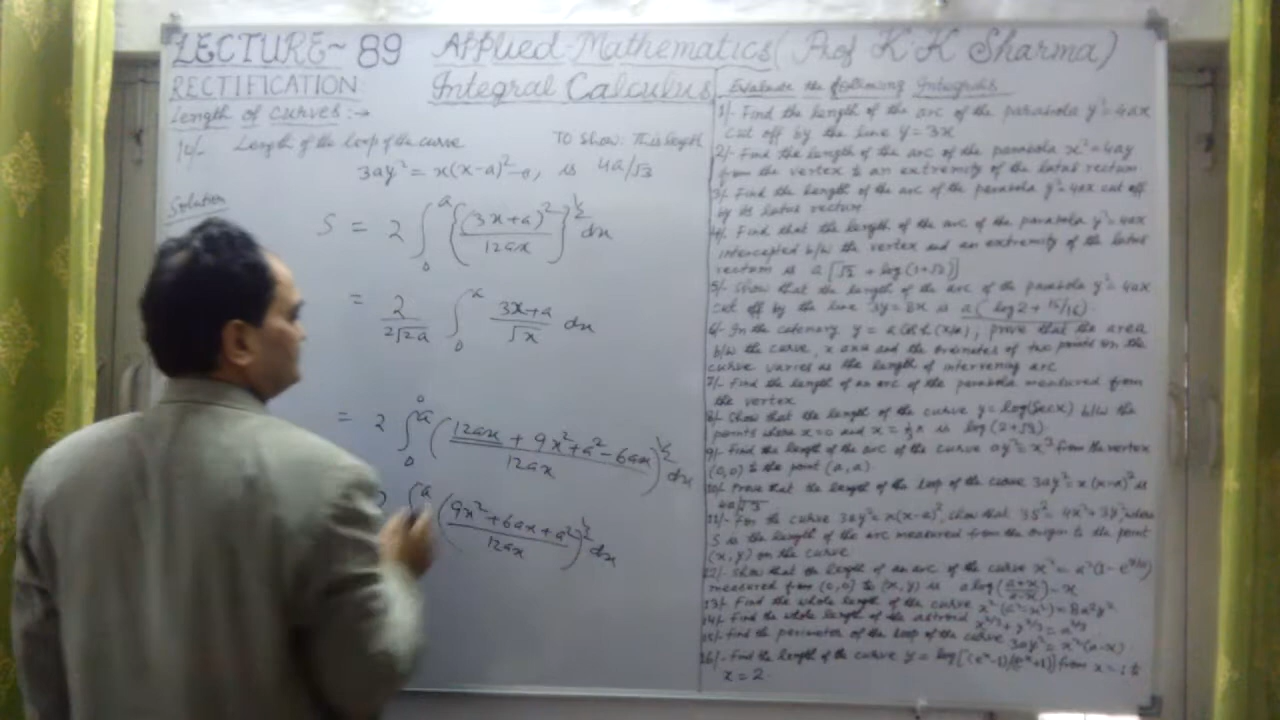 LECTURE~ 89 Applied Mathematics ( Prof K.K Sharma)
RECTIFICATION Integral Calculus
Length of curves:→
10/- Length of the loop of the curve TO Show: This length
3ay² = x(x-a)² is 4a/√3
Solution
S = 2 ∫₀ᵃ {(3x+a)²/12ax}^½ dx
= 2/2√12a ∫₀ᵃ 3x+a/√x dx
= 2 ∫₀ᵃ (12ax + 9x²+a²-6ax/12ax)^½ dx
∫ᵃ (9x²+6ax+a²/12ax)^½ dx
Evaluate the following Integrals
1/- Find the length of the arc of the parabola y²=4ax
cut off by the line y=3x
2/- Find the length of the arc of the parabola x²=4ay
from the vertex to an extremity of the latus rectum
3/- Find the length of the arc of the parabola y²=4ax cut off
by its latus rectum
4/- Find that the length of the arc of the parabola y²=4ax
intercepted b/w the vertex and an extremity of the latus
rectum is a[√2 + log(1+√2)]
5/- Show that the length of the arc of the parabola y²=4ax
cut off by the line 3y=8x is a(log2+15/16)
6/- In the catenary y = a cosh(x/a), prove that the area
b/w the curve, x axis and the ordinates of two points on the
curve varies as the length of intervening arc
7/- Find the length of an arc of the parabola measured from
the vertex
8/- Show that the length of the curve y=log(secx) b/w the
points where x=0 and x=⅓π is log(2+√3).
9/- Find the length of the arc of the curve ay²=x³ from the vertex
(0,0) to the point (a,a)
10/- Prove that the length of the loop of the curve 3ay²=x(x-a)² is
4a/√3
11/- For the curve 3ay²=x(x-a)², show that 3S²=4x²+3y², where
S is the length of the arc measured from the origin to the point
(x,y) on the curve
12/- Show that the length of an arc of the curve x²=a²(1-e^(y/a))
measured from (0,0) to (x,y) is a log(a+x/a-x)-x
13/- Find the whole length of the curve x²(a²-x²)=8a²y²
14/- Find the whole length of the astroid x^(2/3)+y^(2/3)=a^(2/3)
15/- Find the perimeter of the loop of the curve 3ay²=x²(a-x)
16/- Find the length of the curve y=log[(eˣ-1)/(eˣ+1)] from x=1 to
x=2.